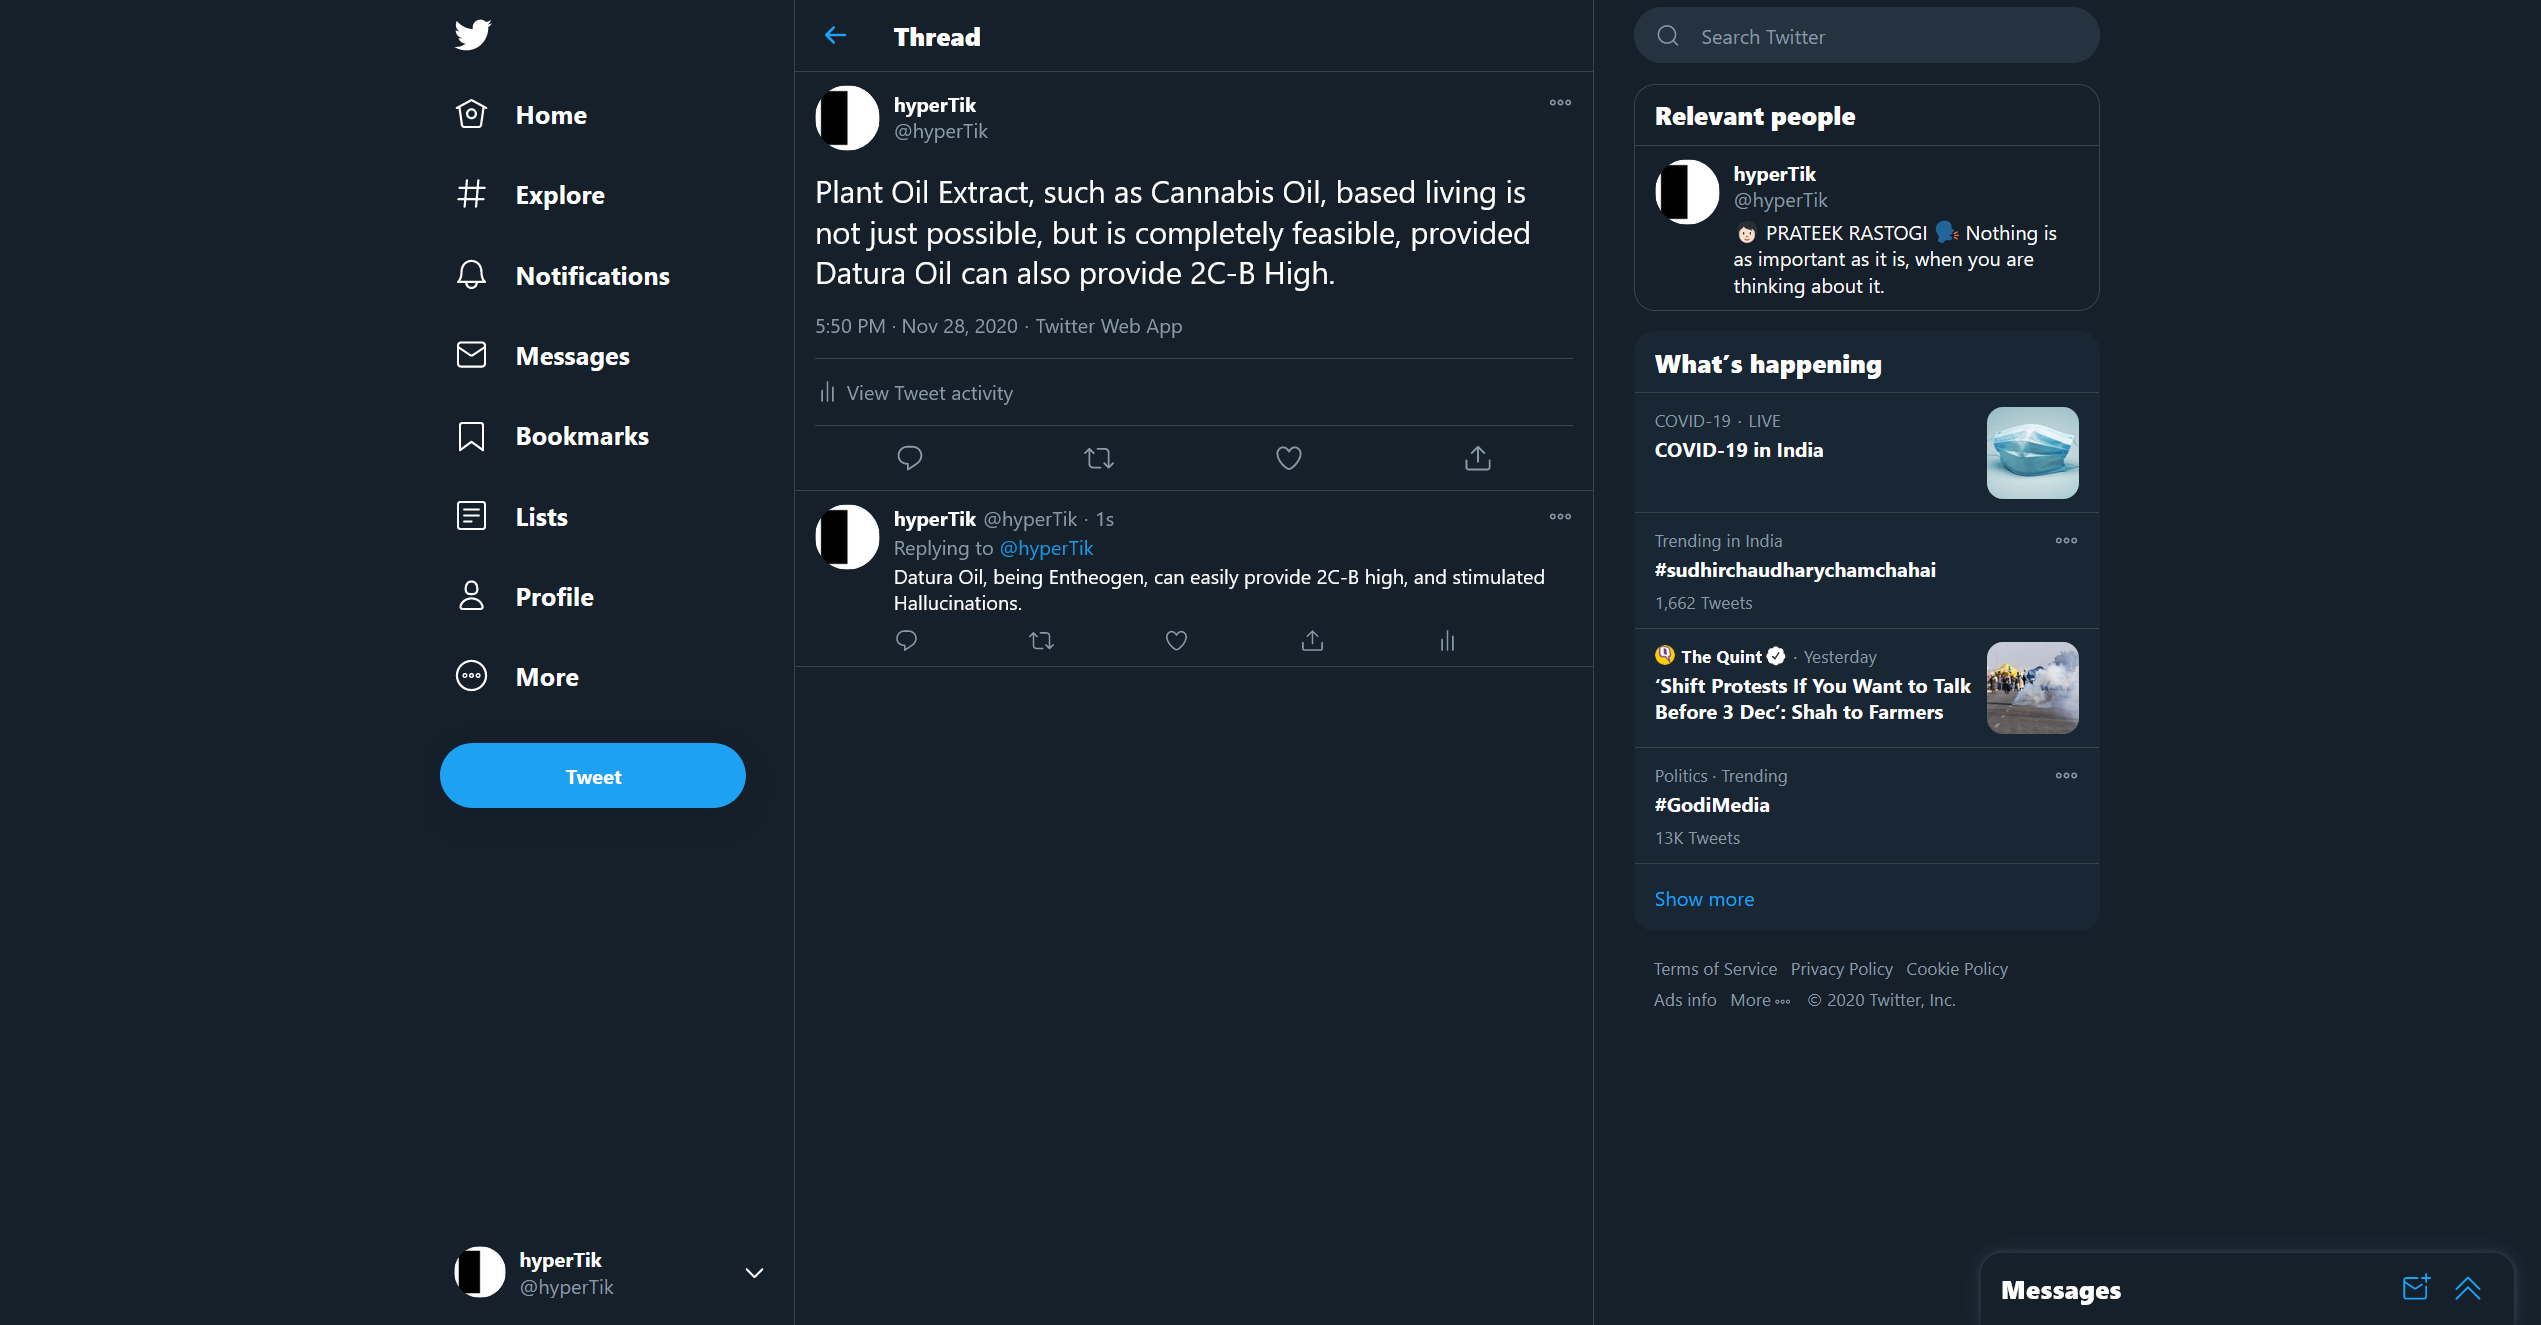 Home
Explore
Notifications
Messages
Bookmarks
Lists
Profile
More
Tweet
hyperTik
@hyperTik
Thread
hyperTik
@hyperTik
Plant Oil Extract, such as Cannabis Oil, based living is
not just possible, but is completely feasible, provided
Datura Oil can also provide 2C-B High.
5:50 PM · Nov 28, 2020 · Twitter Web App
View Tweet activity
hyperTik @hyperTik · 1s
Replying to @hyperTik
Datura Oil, being Entheogen, can easily provide 2C-B high, and stimulated
Hallucinations.
Search Twitter
Relevant people
hyperTik
@hyperTik
PRATEEK RASTOGI Nothing is
as important as it is, when you are
thinking about it.
What's happening
COVID-19 · LIVE
COVID-19 in India
Trending in India
#sudhirchaudharychamchahai
1,662 Tweets
The Quint · Yesterday
‘Shift Protests If You Want to Talk
Before 3 Dec’: Shah to Farmers
Politics · Trending
#GodiMedia
13K Tweets
Show more
Terms of Service Privacy Policy Cookie Policy
Ads info More © 2020 Twitter, Inc.
Messages